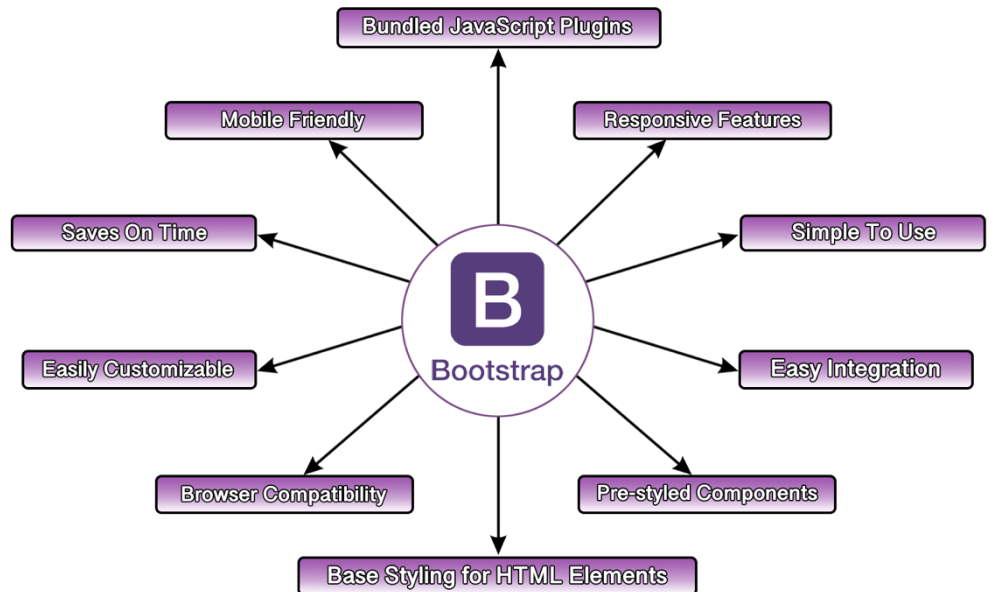 Bundled JavaScript Plugins
Mobile Friendly
Responsive Features
Saves On Time
Simple To Use
B
Bootstrap
Easily Customizable
Easy Integration
Browser Compatibility
Pre-styled Components
Base Styling for HTML Elements